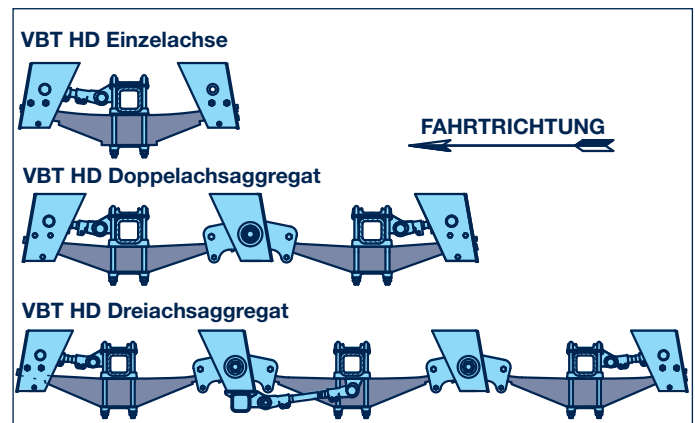 VBT HD Einzelachse
FAHRTRICHTUNG
VBT HD Doppelachsaggregat
VBT HD Dreiachsaggregat